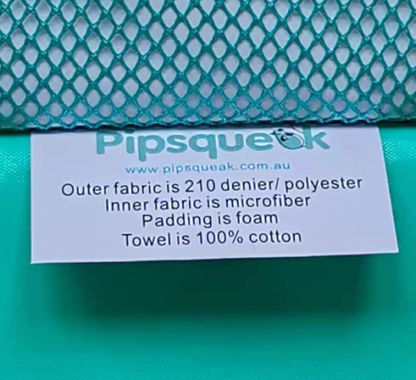 Pipsqueak
www.pipsqueak.com.au
Outer fabric is 210 denier/ polyester
Inner fabric is microfiber
Padding is foam
Towel is 100% cotton